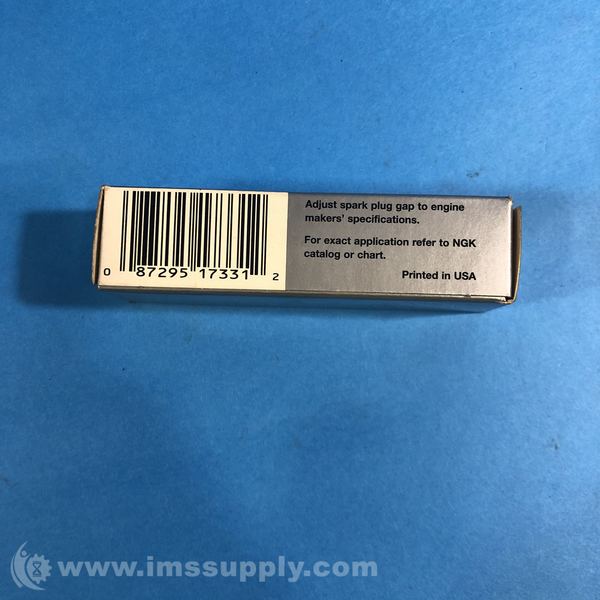 Adjust spark plug gap to engine
makers' specifications.
For exact application refer to NGK
catalog or chart.
Printed in USA
0 87295 17331 2
www.imssupply.com